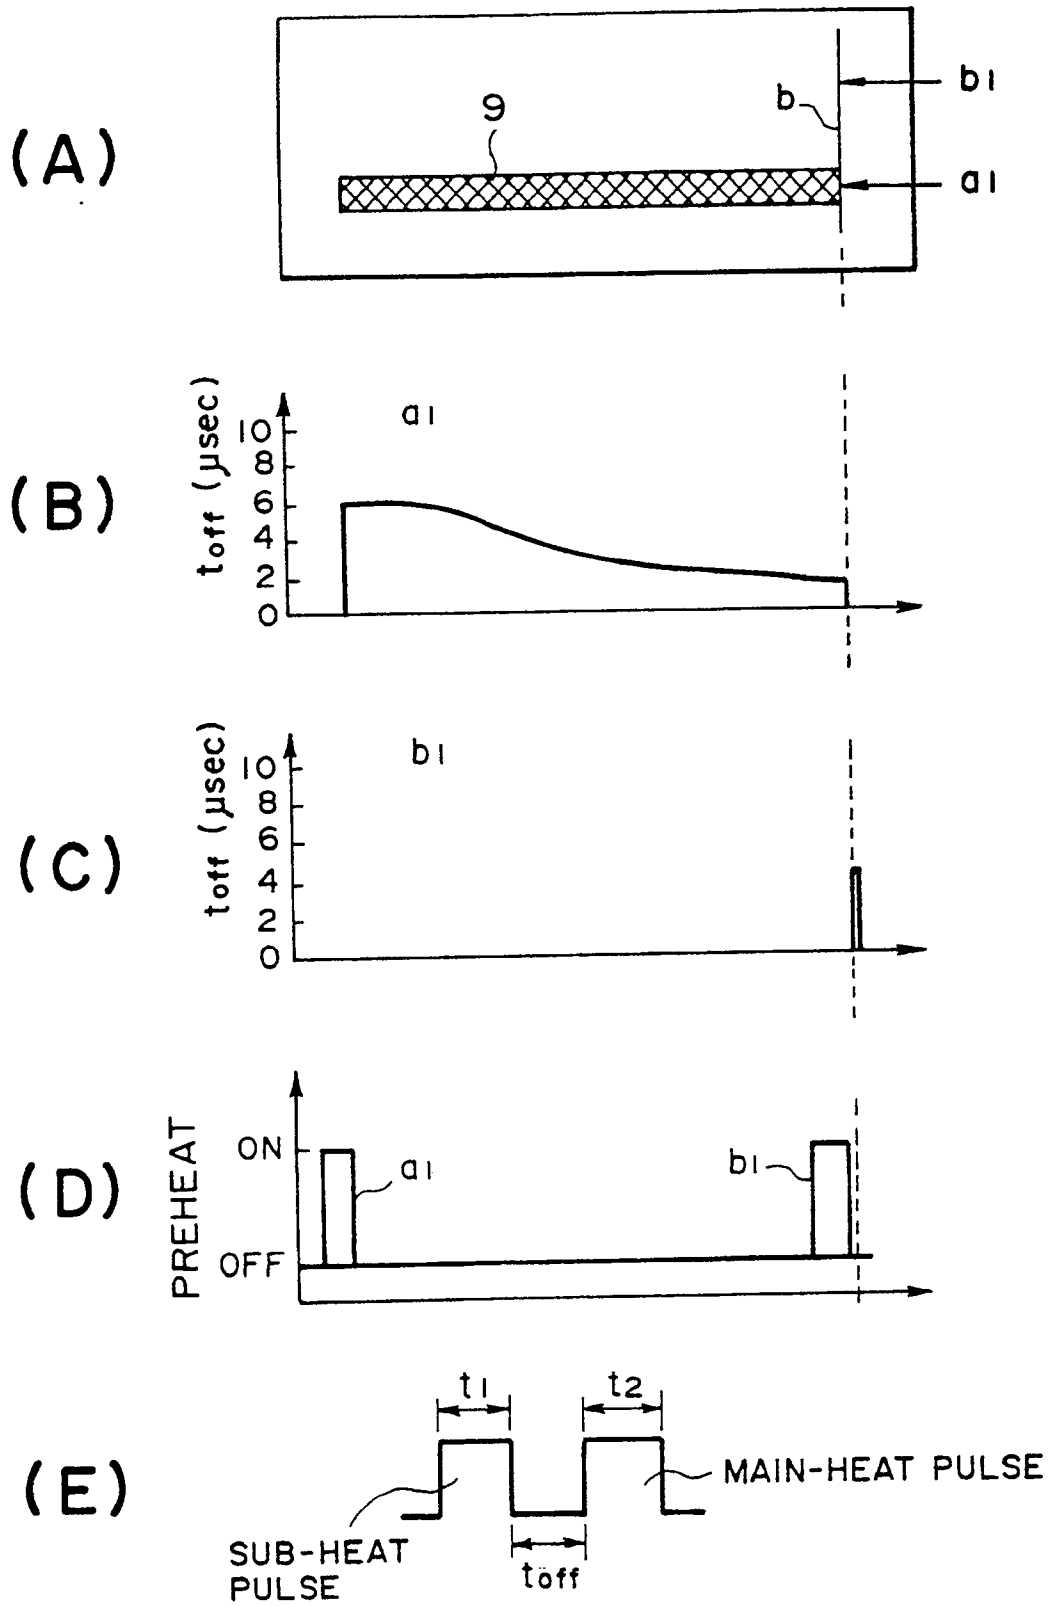 (A)
9
b
b1
a1
(B)
toff (µsec)
a1
10
8
6
4
2
0
(C)
toff (µsec)
b1
10
8
6
4
2
0
(D)
PREHEAT
ON
OFF
a1
b1
(E)
t1
t2
MAIN-HEAT PULSE
SUB-HEAT
PULSE
toff